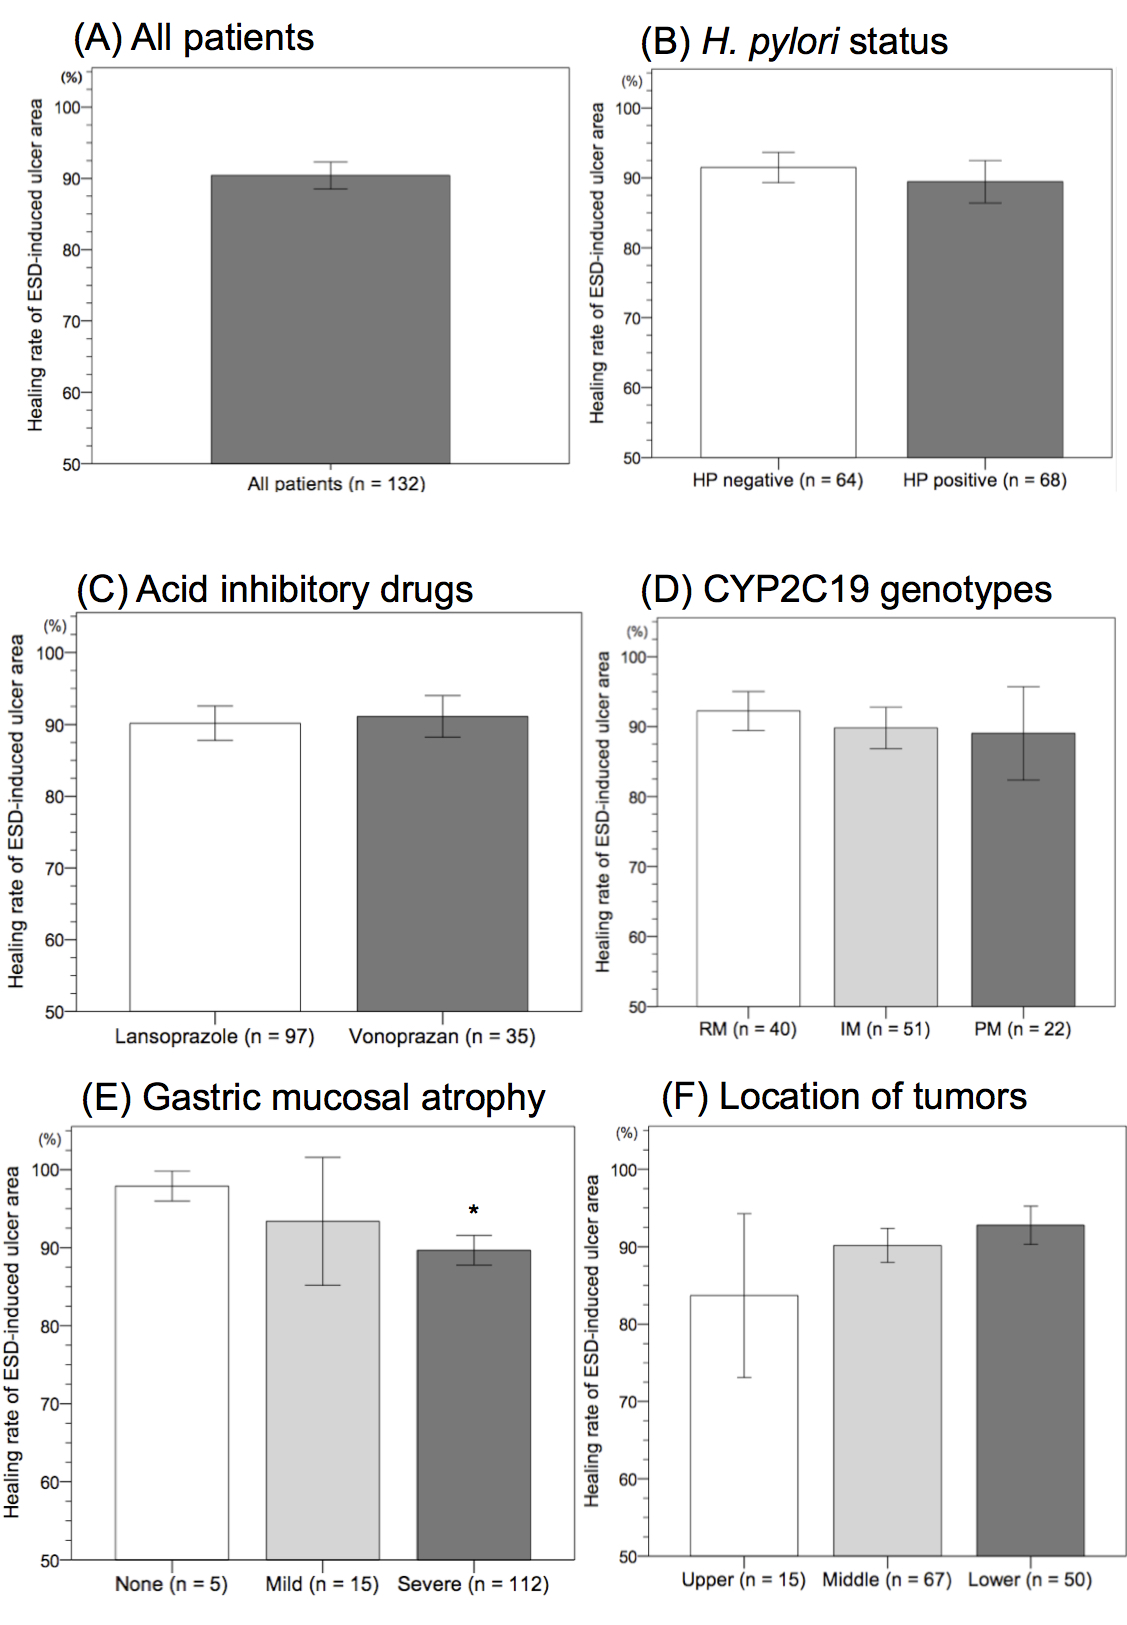 (A) All patients
(%)
Healing rate of ESD-induced ulcer area
100
90
80
70
60
50
All patients (n = 132)
(B) H. pylori status
(%)
Healing rate of ESD-induced ulcer area
100
90
80
70
60
50
HP negative (n = 64) HP positive (n = 68)
(C) Acid inhibitory drugs
(%)
Healing rate of ESD-induced ulcer area
100
90
80
70
60
50
Lansoprazole (n = 97) Vonoprazan (n = 35)
(D) CYP2C19 genotypes
(%)
Healing rate of ESD-induced ulcer area
100
90
80
70
60
50
RM (n = 40) IM (n = 51) PM (n = 22)
(E) Gastric mucosal atrophy
(%)
Healing rate of ESD-induced ulcer area
100
90
80
70
60
50
*
None (n = 5) Mild (n = 15) Severe (n = 112)
(F) Location of tumors
(%)
Healing rate of ESD-induced ulcer area
100
90
80
70
60
50
Upper (n = 15) Middle (n = 67) Lower (n = 50)